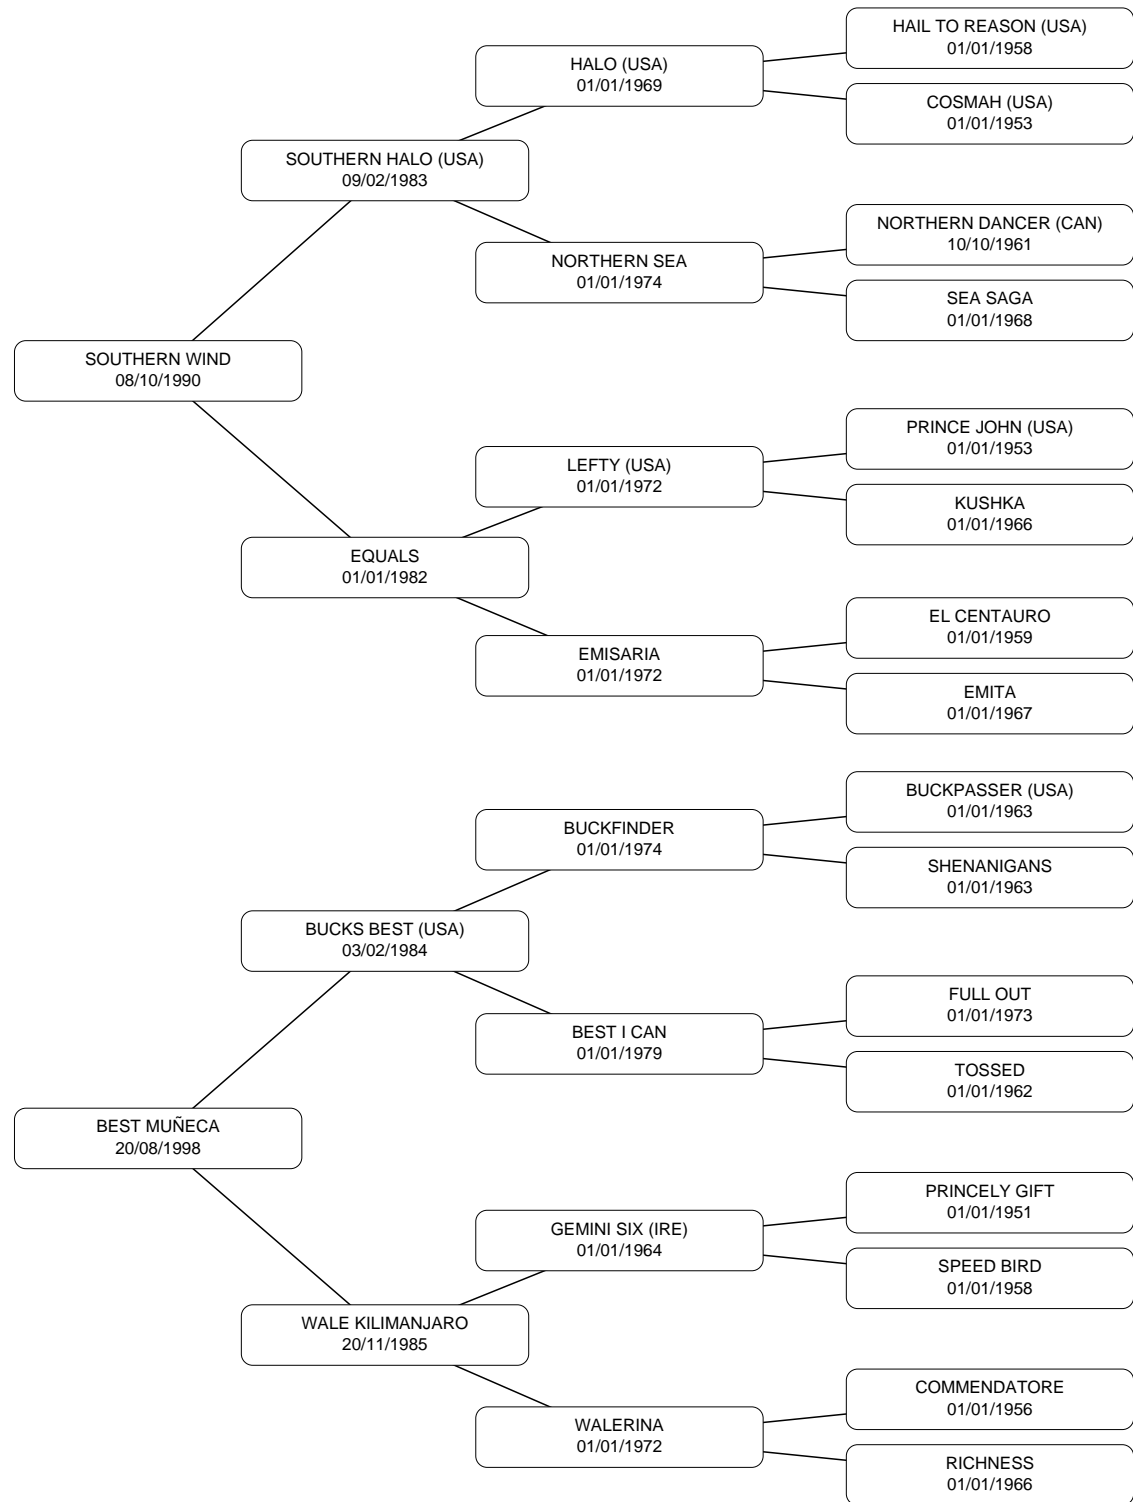 HAIL TO REASON (USA)
01/01/1958
HALO (USA)
01/01/1969
COSMAH (USA)
01/01/1953
SOUTHERN HALO (USA)
09/02/1983
NORTHERN DANCER (CAN)
10/10/1961
NORTHERN SEA
01/01/1974
SEA SAGA
01/01/1968
SOUTHERN WIND
08/10/1990
PRINCE JOHN (USA)
01/01/1953
LEFTY (USA)
01/01/1972
KUSHKA
01/01/1966
EQUALS
01/01/1982
EL CENTAURO
01/01/1959
EMISARIA
01/01/1972
EMITA
01/01/1967
BUCKPASSER (USA)
01/01/1963
BUCKFINDER
01/01/1974
SHENANIGANS
01/01/1963
BUCKS BEST (USA)
03/02/1984
FULL OUT
01/01/1973
BEST I CAN
01/01/1979
TOSSED
01/01/1962
BEST MUÑECA
20/08/1998
PRINCELY GIFT
01/01/1951
GEMINI SIX (IRE)
01/01/1964
SPEED BIRD
01/01/1958
WALE KILIMANJARO
20/11/1985
COMMENDATORE
01/01/1956
WALERINA
01/01/1972
RICHNESS
01/01/1966